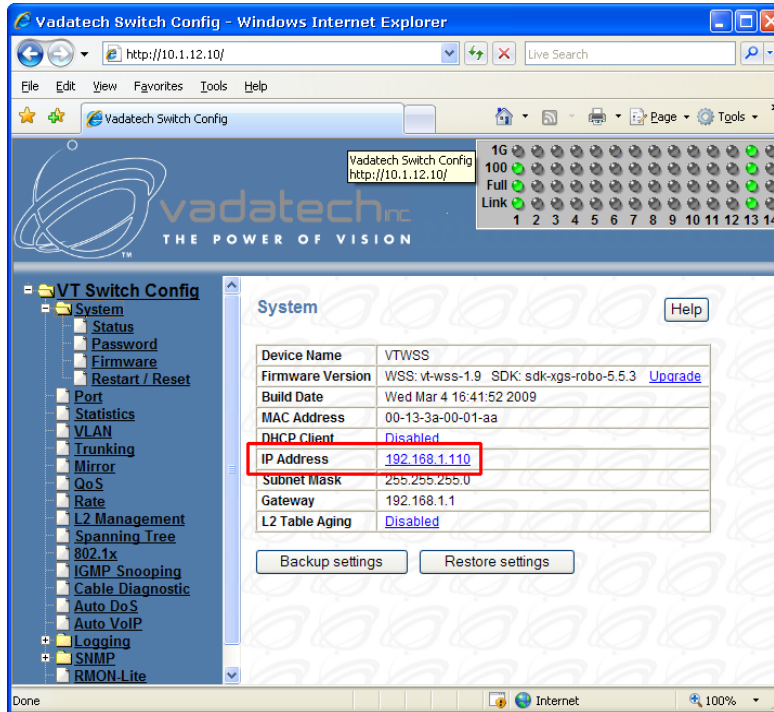 Vadatech Switch Config - Windows Internet Explorer
http://10.1.12.10/
Live Search
File Edit View Favorites Tools Help
Vadatech Switch Config
Page Tools
Vadatech Switch Config
http://10.1.12.10/
1G
100
Full
Link
1 2 3 4 5 6 7 8 9 10 11 12 13 14
vadatech inc
THE POWER OF VISION
TM
VT Switch Config
System
Status
Password
Firmware
Restart / Reset
Port
Statistics
VLAN
Trunking
Mirror
QoS
Rate
L2 Management
Spanning Tree
802.1x
IGMP Snooping
Cable Diagnostic
Auto DoS
Auto VoIP
Logging
SNMP
RMON-Lite
System
Help
Device Name VTWSS
Firmware Version WSS: vt-wss-1.9 SDK: sdk-xgs-robo-5.5.3 Upgrade
Build Date Wed Mar 4 16:41:52 2009
MAC Address 00-13-3a-00-01-aa
DHCP Client Disabled
IP Address 192.168.1.110
Subnet Mask 255.255.255.0
Gateway 192.168.1.1
L2 Table Aging Disabled
Backup settings Restore settings
Done Internet 100%